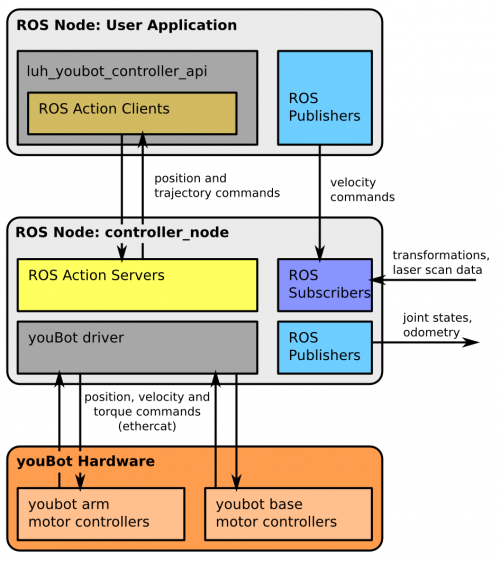 ROS Node: User Application
luh_youbot_controller_api
ROS Action Clients
ROS
Publishers
position and
trajectory commands
velocity
commands
ROS Node: controller_node
ROS Action Servers
ROS
Subscribers
transformations,
laser scan data
youBot driver
ROS
Publishers
joint states,
odometry
position, velocity and
torque commands
(ethercat)
youBot Hardware
youbot arm
motor controllers
youbot base
motor controllers